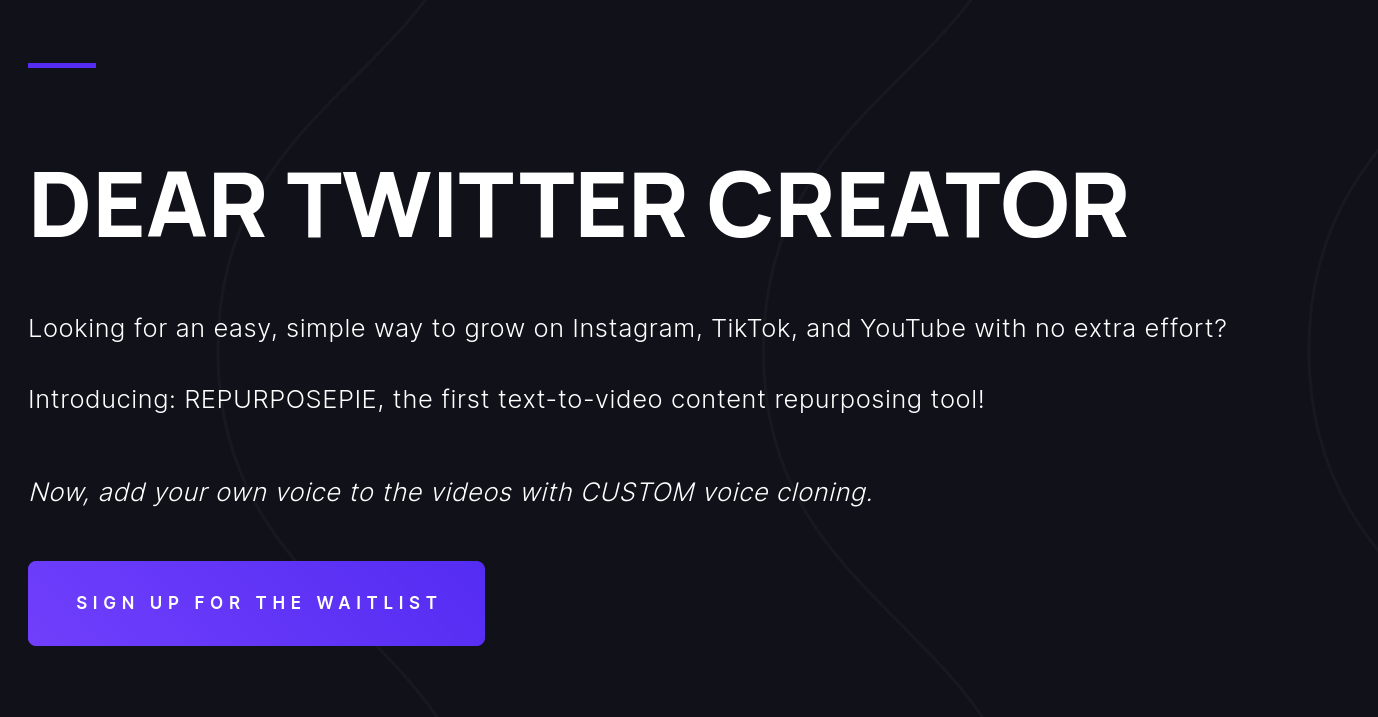 DEAR TWITTER CREATOR
Looking for an easy, simple way to grow on Instagram, TikTok, and YouTube with no extra effort?
Introducing: REPURPOSEPIE, the first text-to-video content repurposing tool!
Now, add your own voice to the videos with CUSTOM voice cloning.
SIGN UP FOR THE WAITLIST